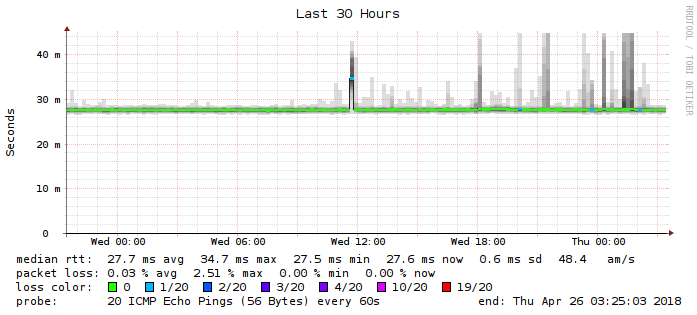 Last 30 Hours
RRDTOOL / TOBI OETIKER
Seconds
40 m
30 m
20 m
10 m
0
Wed 00:00 Wed 06:00 Wed 12:00 Wed 18:00 Thu 00:00
median rtt: 27.7 ms avg 34.7 ms max 27.5 ms min 27.6 ms now 0.6 ms sd 48.4 am/s
packet loss: 0.03 % avg 2.51 % max 0.00 % min 0.00 % now
loss color: 0 1/20 2/20 3/20 4/20 10/20 19/20
probe: 20 ICMP Echo Pings (56 Bytes) every 60s end: Thu Apr 26 03:25:03 2018